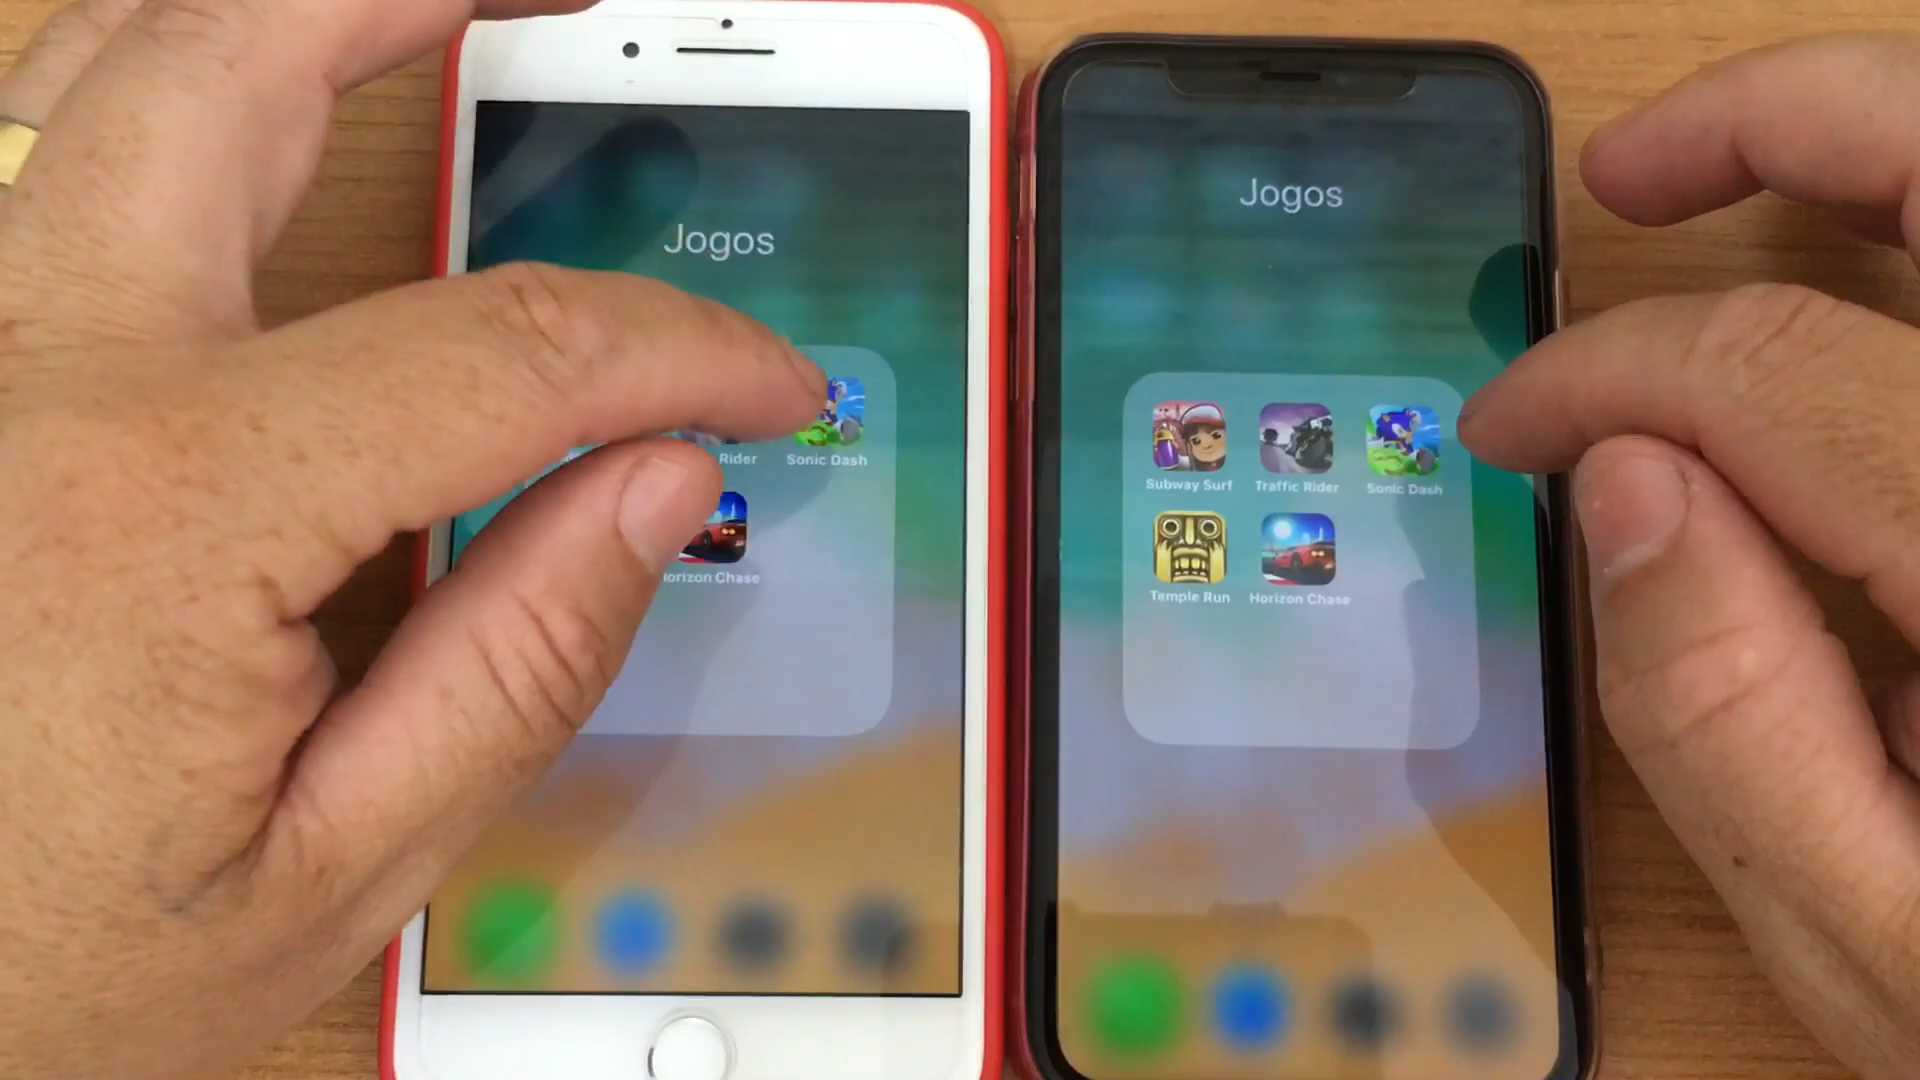 Jogos
Rider
Sonic Dash
orizon Chase
Jogos
Subway Surf
Traffic Rider
Sonic Dash
Temple Run
Horizon Chase